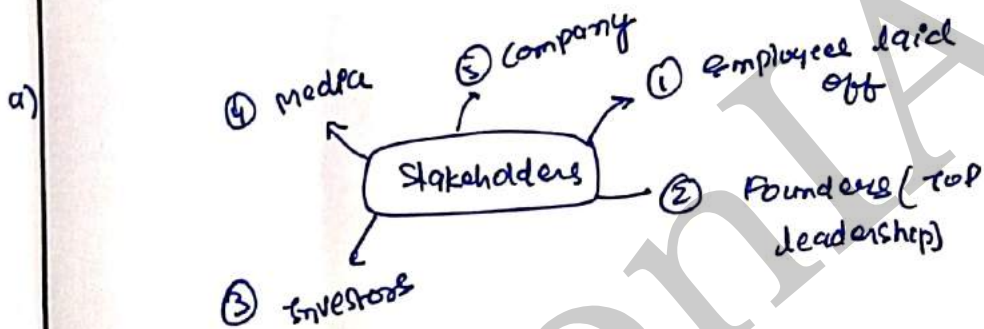 a)
① Employees laid
off
② Founders (Top
leadership)
③ Investors
④ Media
⑤ Company
Stakeholders